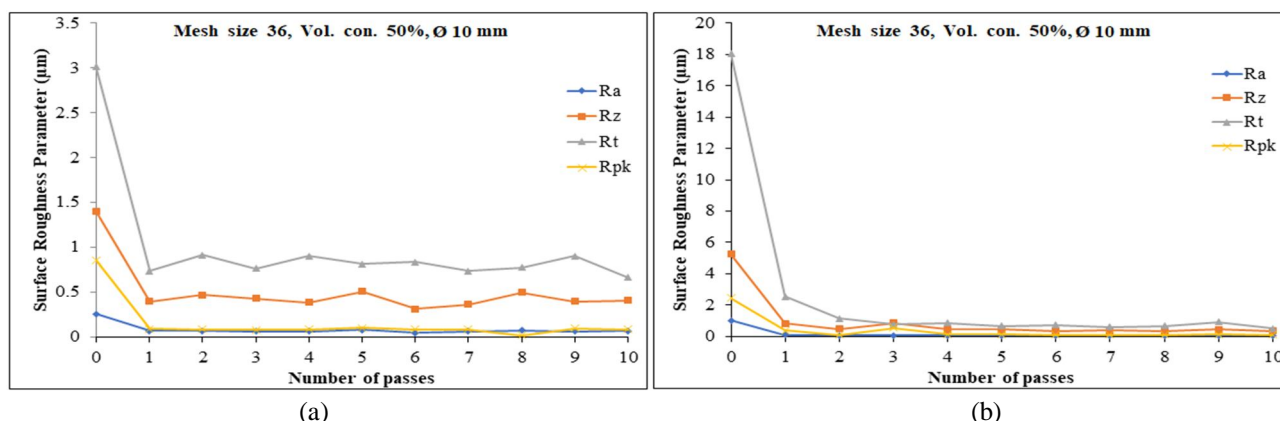 Mesh size 36, Vol. con. 50%, Ø 10 mm
Surface Roughness Parameter (µm)
3.5
3
2.5
2
1.5
1
0.5
0
Ra
Rz
Rt
Rpk
0 1 2 3 4 5 6 7 8 9 10
Number of passes
(a)
Mesh size 36, Vol. con. 50%, Ø 10 mm
Surface Roughness Parameter (µm)
20
18
16
14
12
10
8
6
4
2
0
Ra
Rz
Rt
Rpk
0 1 2 3 4 5 6 7 8 9 10
Number of passes
(b)